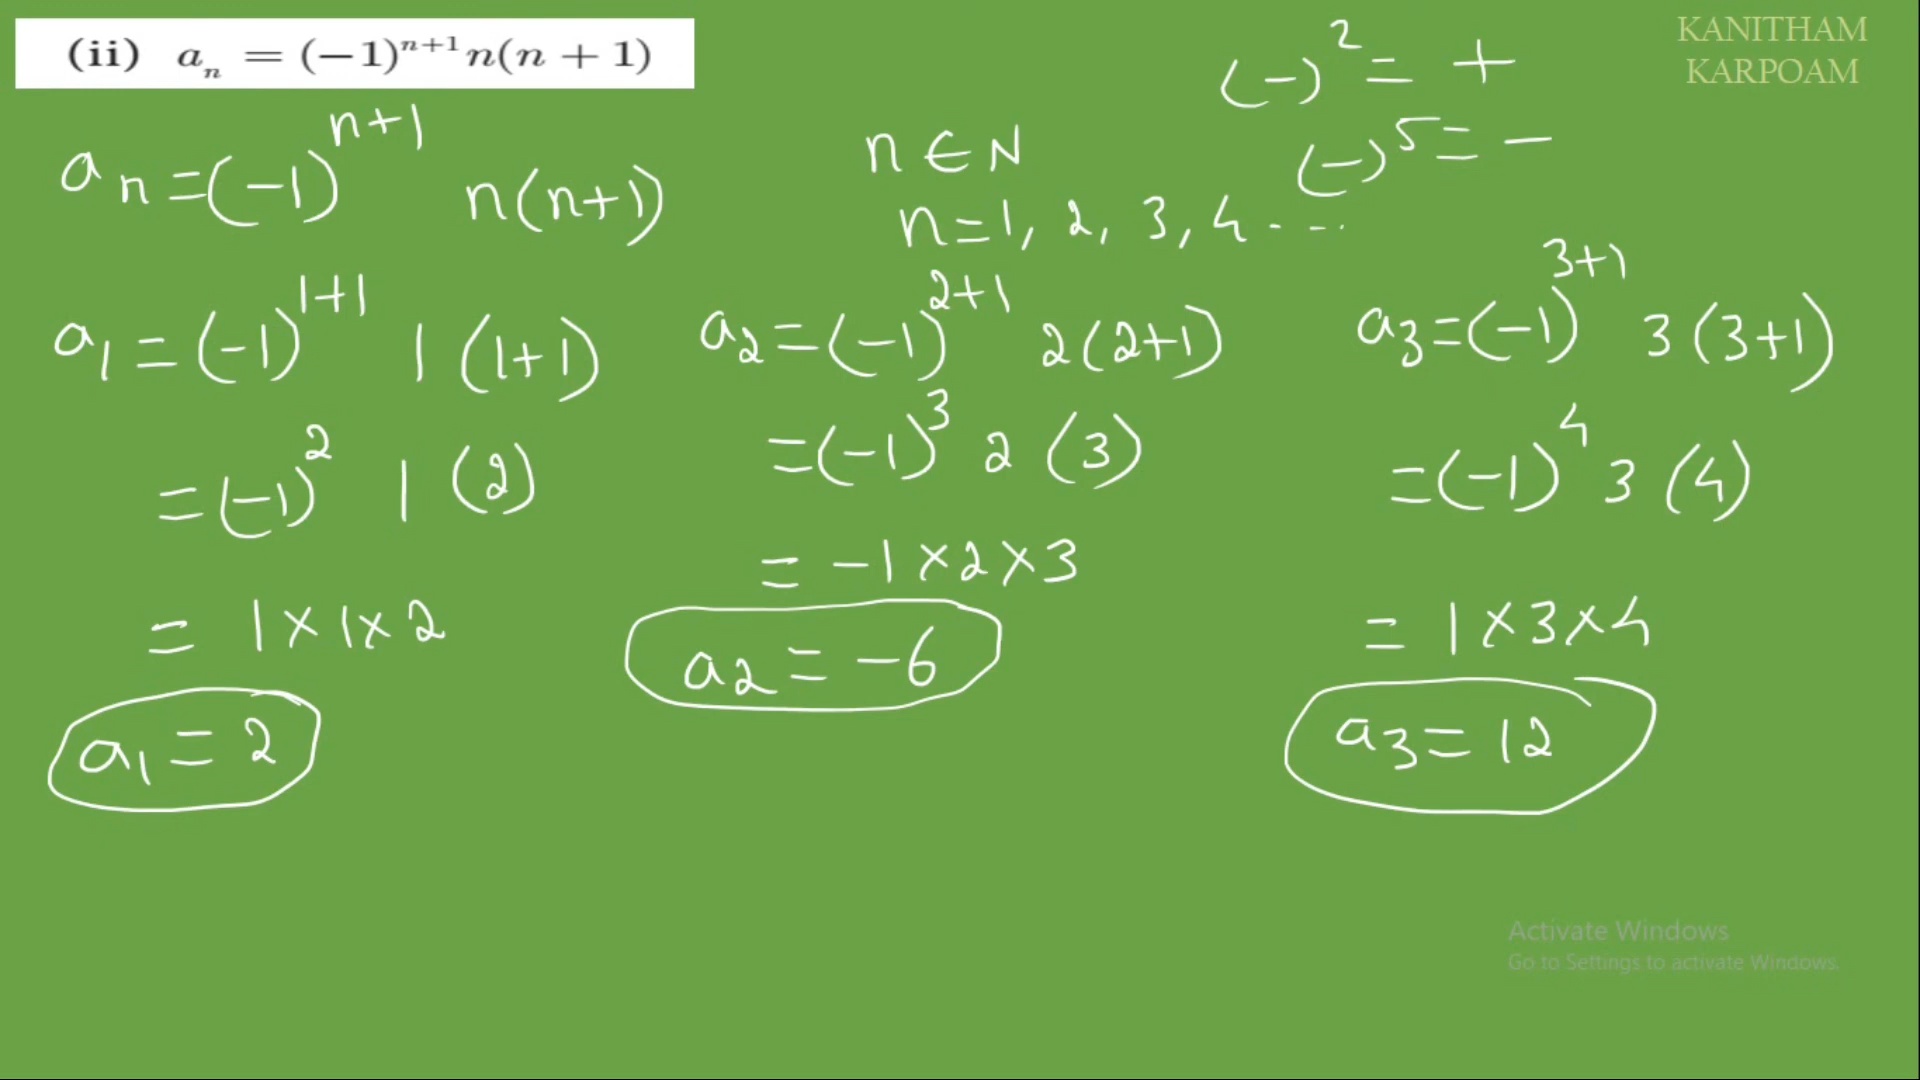 (ii) aₙ = (−1)ⁿ⁺¹n(n + 1)
KANITHAM
KARPOAM
(−)² = +
(−)⁵ = −
aₙ = (−1)ⁿ⁺¹ n(n+1)
n ∈ N
n = 1, 2, 3, 4 - - ..
a₁ = (−1)¹⁺¹ 1 (1+1)
= (−1)² 1 (2)
= 1 × 1 × 2
a₁ = 2
a₂ = (−1)²⁺¹ 2(2+1)
= (−1)³ 2 (3)
= −1 × 2 × 3
a₂ = −6
a₃ = (−1)³⁺¹ 3 (3+1)
= (−1)⁴ 3 (4)
= 1 × 3 × 4
a₃ = 12
Activate Windows
Go to Settings to activate Windows.